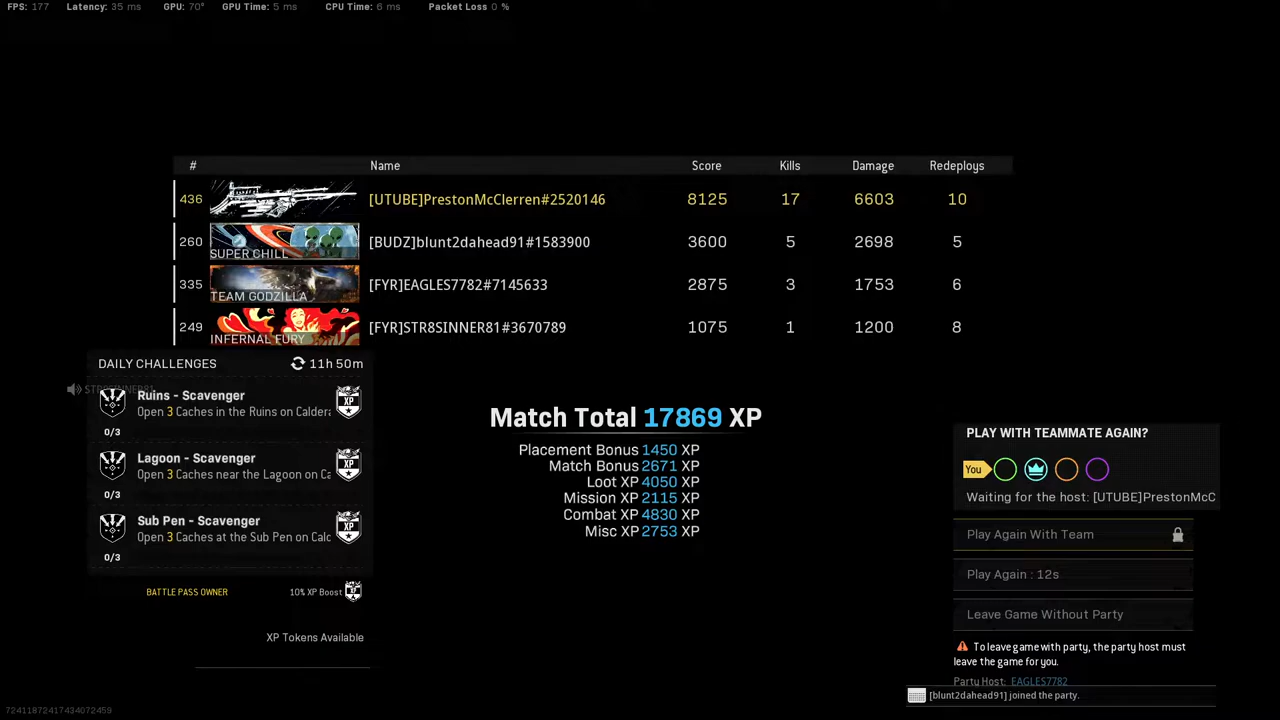 FPS: 177 Latency: 35 ms GPU: 70° GPU Time: 5 ms CPU Time: 6 ms Packet Loss 0 %
# Name Score Kills Damage Redeploys
436 [UTUBE]PrestonMcClerren#2520146 8125 17 6603 10
260 SUPER CHILL [BUDZ]blunt2dahead91#1583900 3600 5 2698 5
335 TEAM GODZILLA [FYR]EAGLES7782#7145633 2875 3 1753 6
249 INFERNAL FURY [FYR]STR8SINNER81#3670789 1075 1 1200 8
DAILY CHALLENGES 11h 50m
STR8SINNER81
Ruins - Scavenger
Open 3 Caches in the Ruins on Caldera
0/3
XP
Lagoon - Scavenger
Open 3 Caches near the Lagoon on Ca
0/3
XP
Sub Pen - Scavenger
Open 3 Caches at the Sub Pen on Calc
0/3
XP
BATTLE PASS OWNER 10% XP Boost
XP Tokens Available
Match Total 17869 XP
Placement Bonus 1450 XP
Match Bonus 2671 XP
Loot XP 4050 XP
Mission XP 2115 XP
Combat XP 4830 XP
Misc XP 2753 XP
PLAY WITH TEAMMATE AGAIN?
You
Waiting for the host: [UTUBE]PrestonMcC
Play Again With Team
Play Again : 12s
Leave Game Without Party
To leave game with party, the party host must
leave the game for you.
Party Host: EAGLES7782
[blunt2dahead91] joined the party.
72411872417434072459